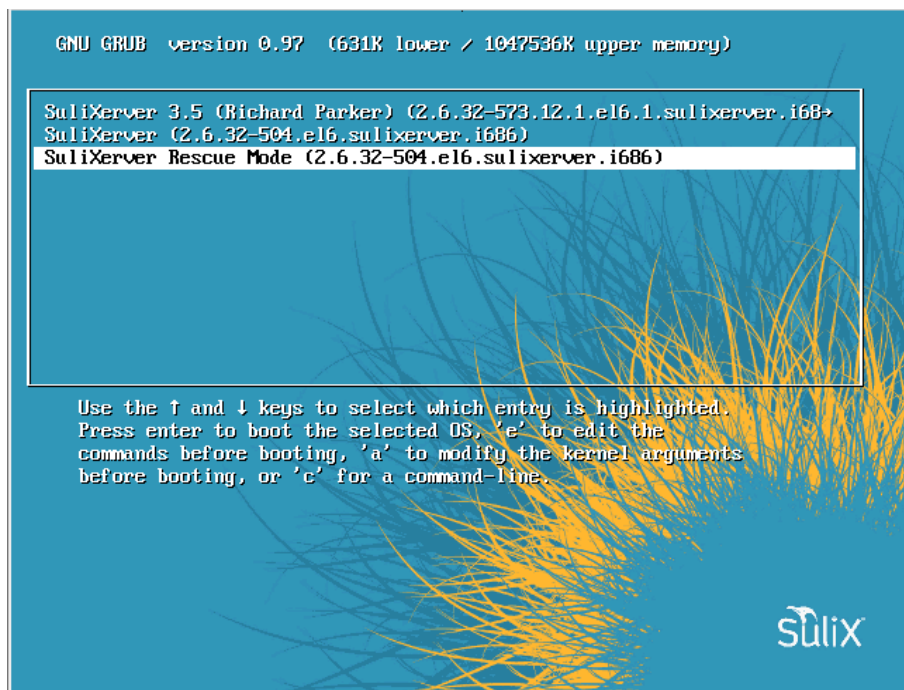 GNU GRUB version 0.97 (631K lower / 1047536K upper memory)
SuliXerver 3.5 (Richard Parker) (2.6.32-573.12.1.el6.1.sulixerver.i68→
SuliXerver (2.6.32-504.el6.sulixerver.i686)
SuliXerver Rescue Mode (2.6.32-504.el6.sulixerver.i686)
Use the ↑ and ↓ keys to select which entry is highlighted.
Press enter to boot the selected OS, 'e' to edit the
commands before booting, 'a' to modify the kernel arguments
before booting, or 'c' for a command-line.
SuliX